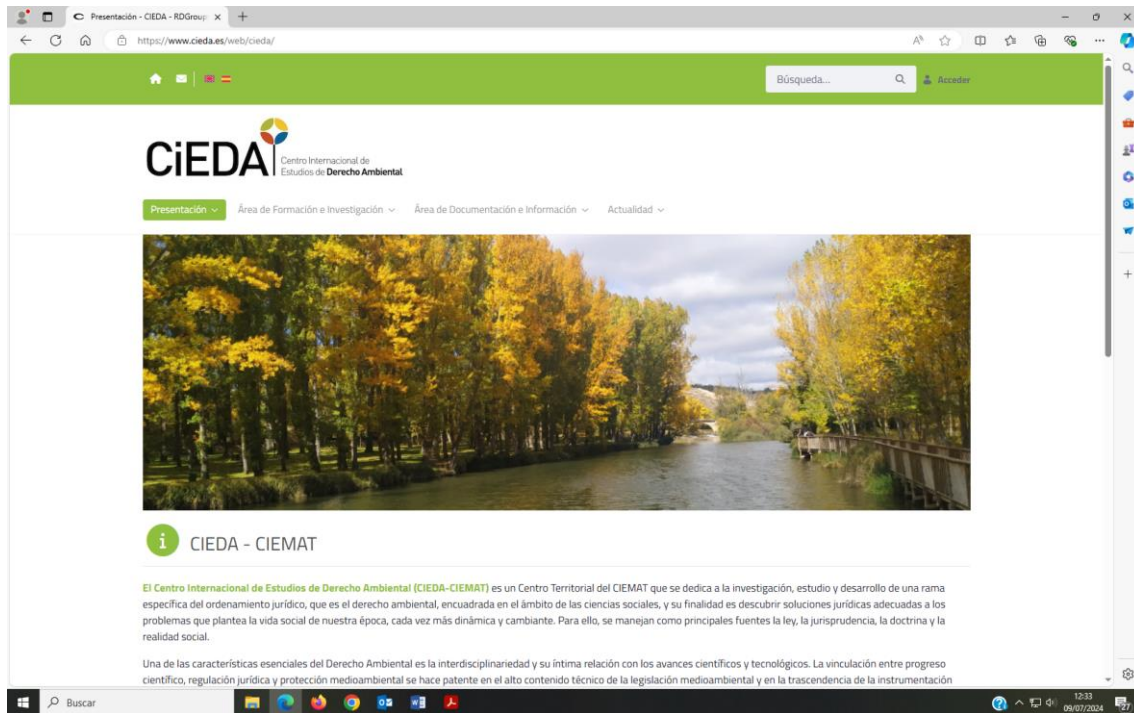 Presentación - CIEDA - RDGroup
https://www.cieda.es/web/cieda/
Búsqueda...
Acceder
CiEDA
Centro Internacional de
Estudios de Derecho Ambiental
Presentación
Área de Formación e Investigación
Área de Documentación e Información
Actualidad
i
CIEDA - CIEMAT
El Centro Internacional de Estudios de Derecho Ambiental (CIEDA-CIEMAT) es un Centro Territorial del CIEMAT que se dedica a la investigación, estudio y desarrollo de una rama
específica del ordenamiento jurídico, que es el derecho ambiental, encuadrada en el ámbito de las ciencias sociales, y su finalidad es descubrir soluciones jurídicas adecuadas a los
problemas que plantea la vida social de nuestra época, cada vez más dinámica y cambiante. Para ello, se manejan como principales fuentes la ley, la jurisprudencia, la doctrina y la
realidad social.
Una de las características esenciales del Derecho Ambiental es la interdisciplinariedad y su íntima relación con los avances científicos y tecnológicos. La vinculación entre progreso
científico, regulación jurídica y protección medioambiental se hace patente en el alto contenido técnico de la legislación medioambiental y en la trascendencia de la instrumentación
Buscar
12:33
09/07/2024
27